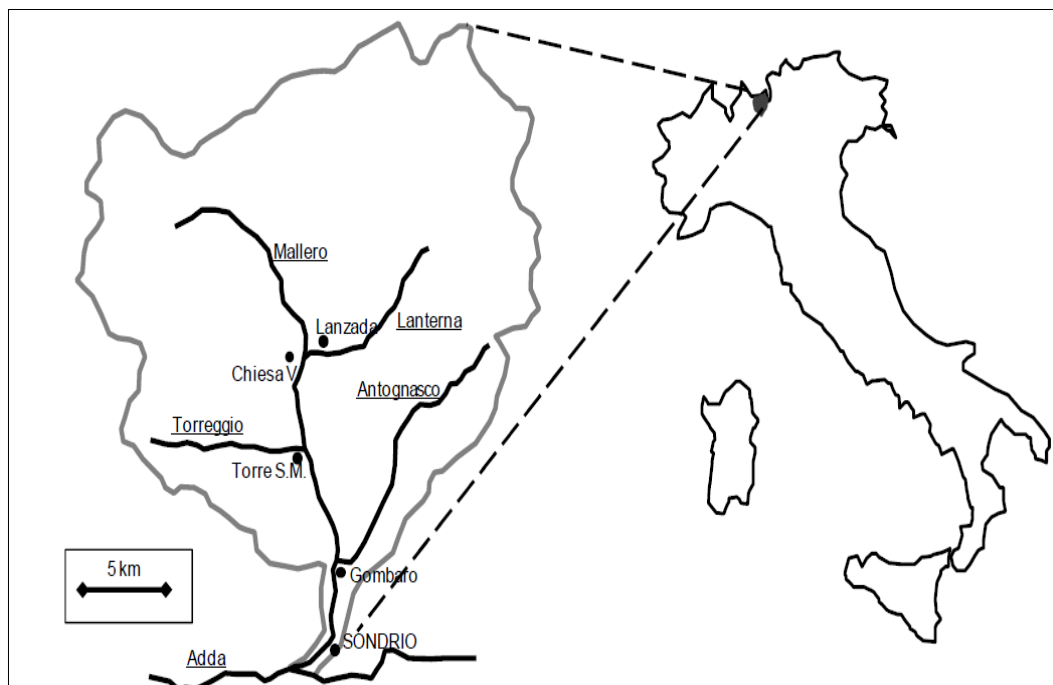 Mallero
Lanzada
Lanterna
Chiesa V.
Antognasco
Torreggio
Torre S.M.
5 km
Gombaro
SONDRIO
Adda